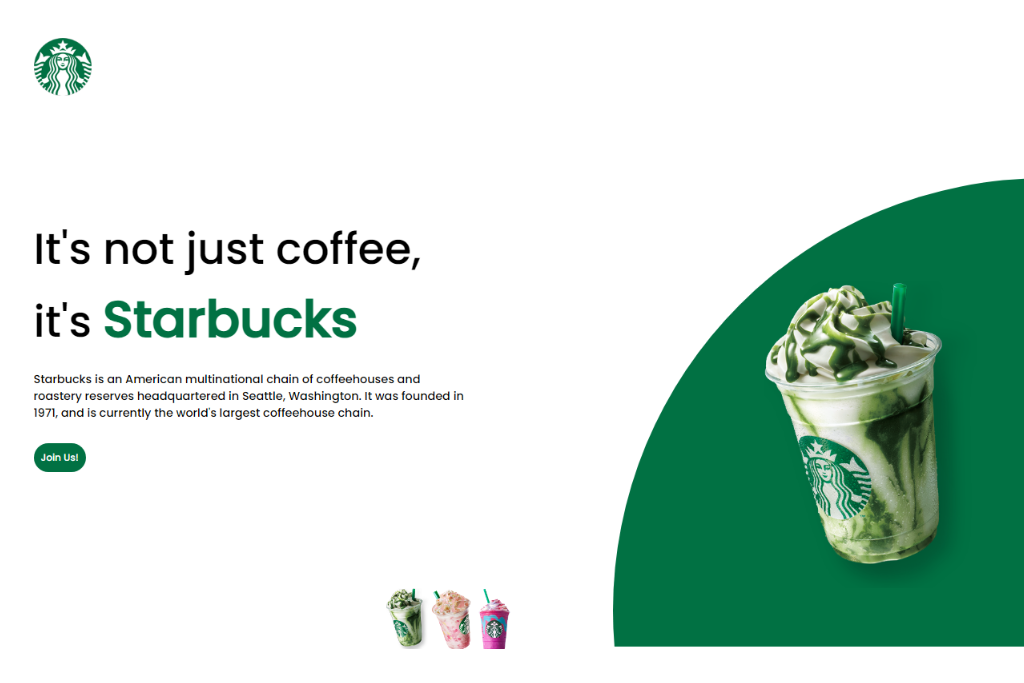 It's not just coffee,
it's Starbucks
Starbucks is an American multinational chain of coffeehouses and
roastery reserves headquartered in Seattle, Washington. It was founded in
1971, and is currently the world's largest coffeehouse chain.
Join Us!